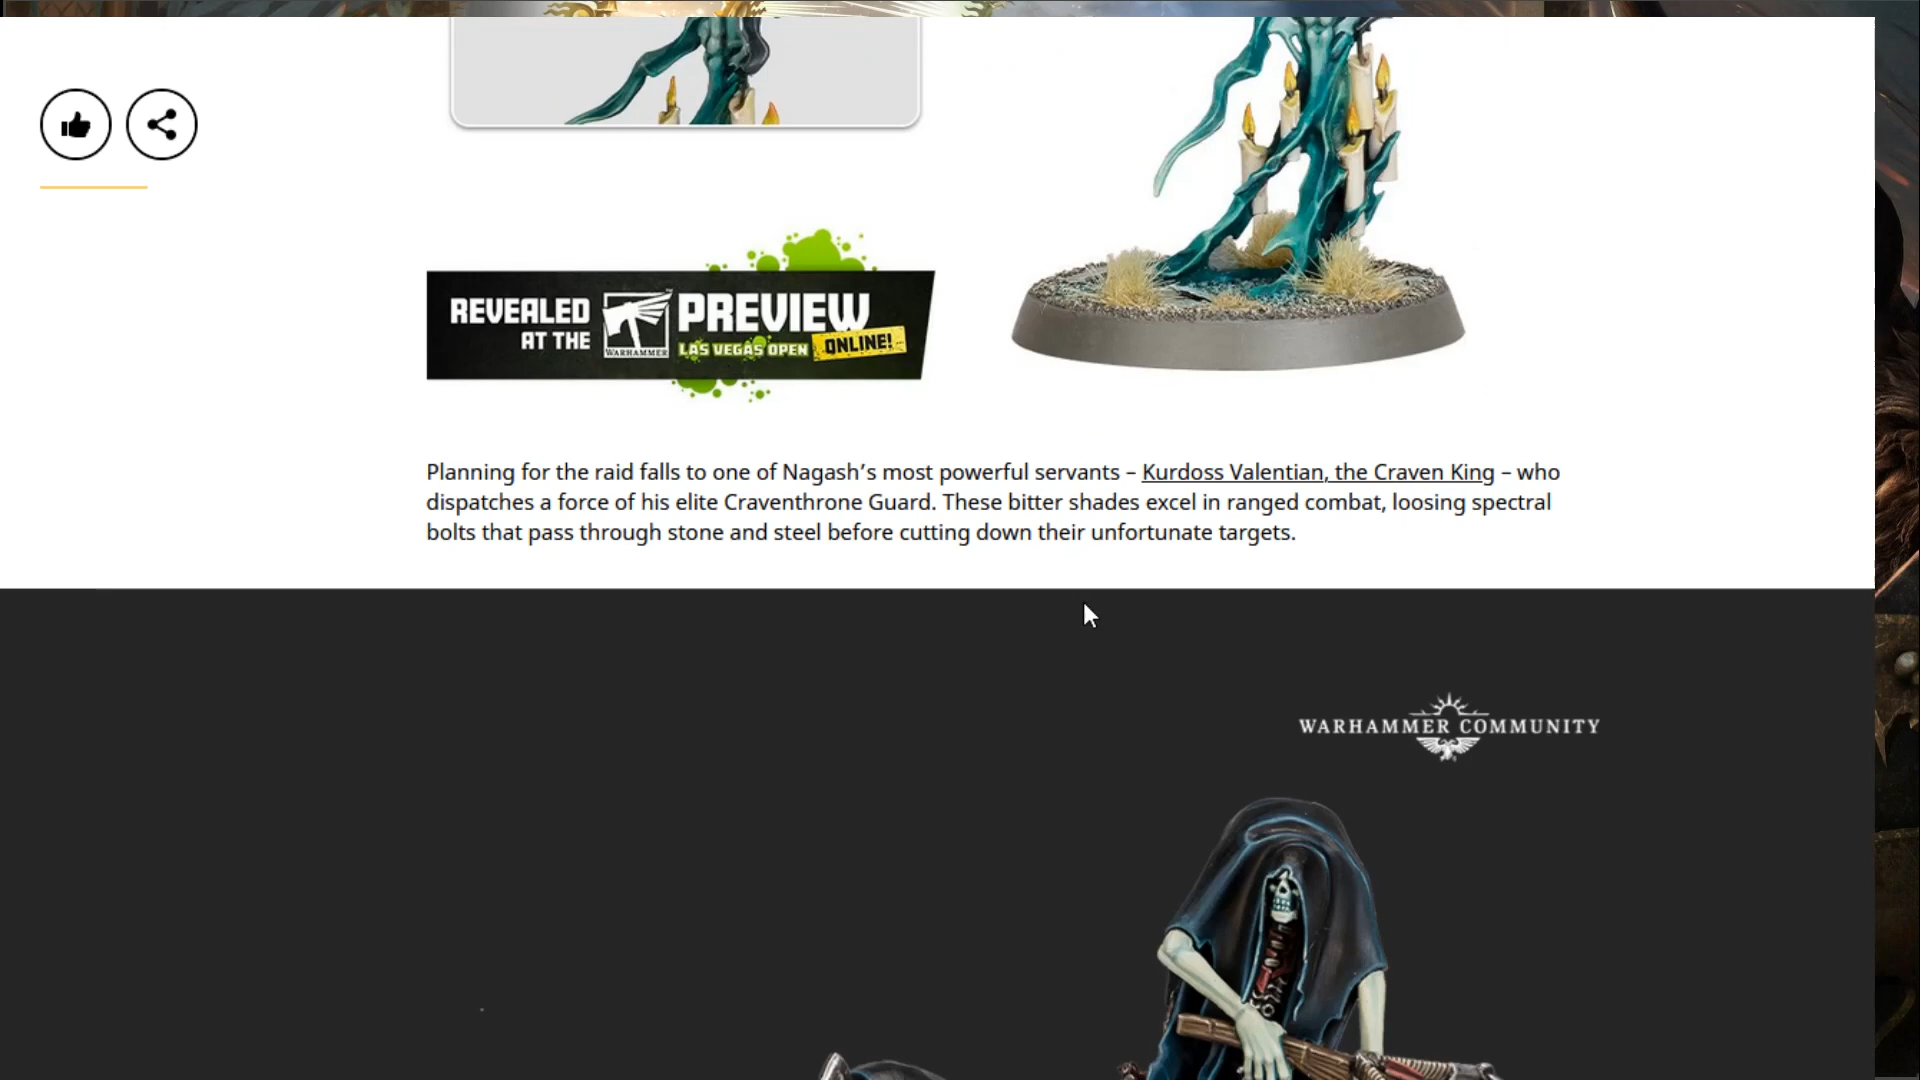 REVEALED
AT THE
WARHAMMER
PREVIEW
LAS VEGAS OPEN ONLINE!
Planning for the raid falls to one of Nagash’s most powerful servants – Kurdoss Valentian, the Craven King – who
dispatches a force of his elite Craventhrone Guard. These bitter shades excel in ranged combat, loosing spectral
bolts that pass through stone and steel before cutting down their unfortunate targets.
WARHAMMER COMMUNITY